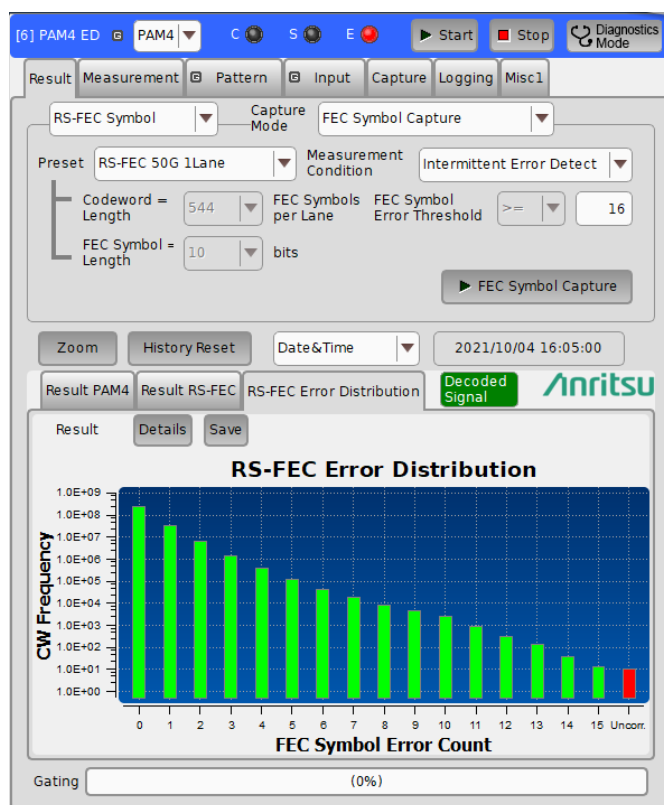 [6] PAM4 ED G PAM4 C S E Start Stop Diagnostics Mode
Result Measurement G Pattern G Input Capture Logging Misc1
RS-FEC Symbol Capture Mode FEC Symbol Capture
Preset RS-FEC 50G 1Lane Measurement Condition Intermittent Error Detect
Codeword = Length 544 FEC Symbols per Lane FEC Symbol Error Threshold >= 16
FEC Symbol = Length 10 bits
FEC Symbol Capture
Zoom History Reset Date&Time 2021/10/04 16:05:00
Result PAM4 Result RS-FEC RS-FEC Error Distribution Decoded Signal Anritsu
Result Details Save
RS-FEC Error Distribution
CW Frequency
1.0E+09
1.0E+08
1.0E+07
1.0E+06
1.0E+05
1.0E+04
1.0E+03
1.0E+02
1.0E+01
1.0E+00
0 1 2 3 4 5 6 7 8 9 10 11 12 13 14 15 Uncorr.
FEC Symbol Error Count
Gating (0%)